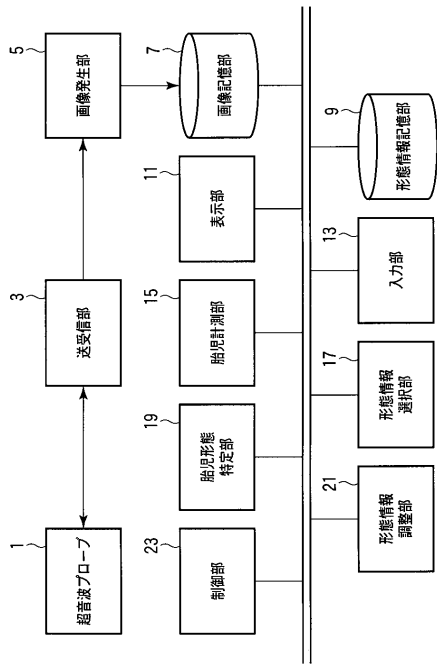 1
超音波プローブ
3
送受信部
5
画像発生部
23
制御部
19
胎児形態
特定部
15
胎児計測部
11
表示部
7
画像記憶部
21
形態情報
調整部
17
形態情報
選択部
13
入力部
9
形態情報記憶部